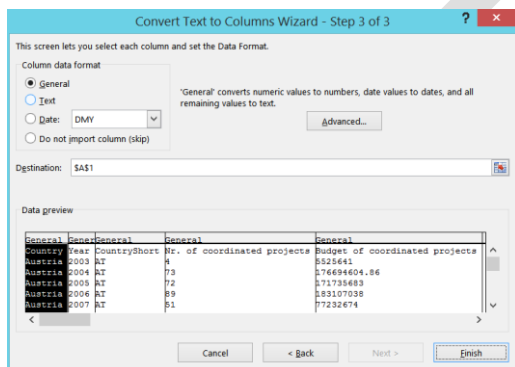 Convert Text to Columns Wizard - Step 3 of 3
?
×
This screen lets you select each column and set the Data Format.
Column data format
General
Text
Date: DMY
Do not import column (skip)
'General' converts numeric values to numbers, date values to dates, and all
remaining values to text.
Advanced...
Destination: $A$1
Data preview
General Gener General General General
Country Year CountryShort Nr. of coordinated projects Budget of coordinated projects
Austria 2003 AT 4 5525641
Austria 2004 AT 73 176694604.86
Austria 2005 AT 72 171735683
Austria 2006 AT 89 183107038
Austria 2007 AT 51 77232674
Cancel < Back Next > Finish